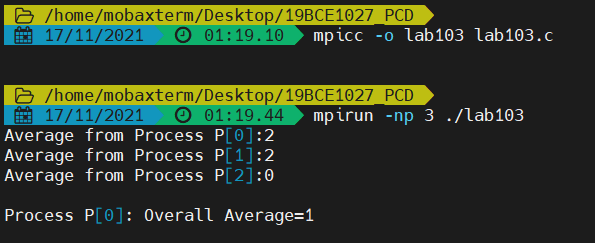 /home/mobaxterm/Desktop/19BCE1027_PCD
17/11/2021 01:19.10 mpicc -o lab103 lab103.c
/home/mobaxterm/Desktop/19BCE1027_PCD
17/11/2021 01:19.44 mpirun -np 3 ./lab103
Average from Process P[0]:2
Average from Process P[1]:2
Average from Process P[2]:0
Process P[0]: Overall Average=1